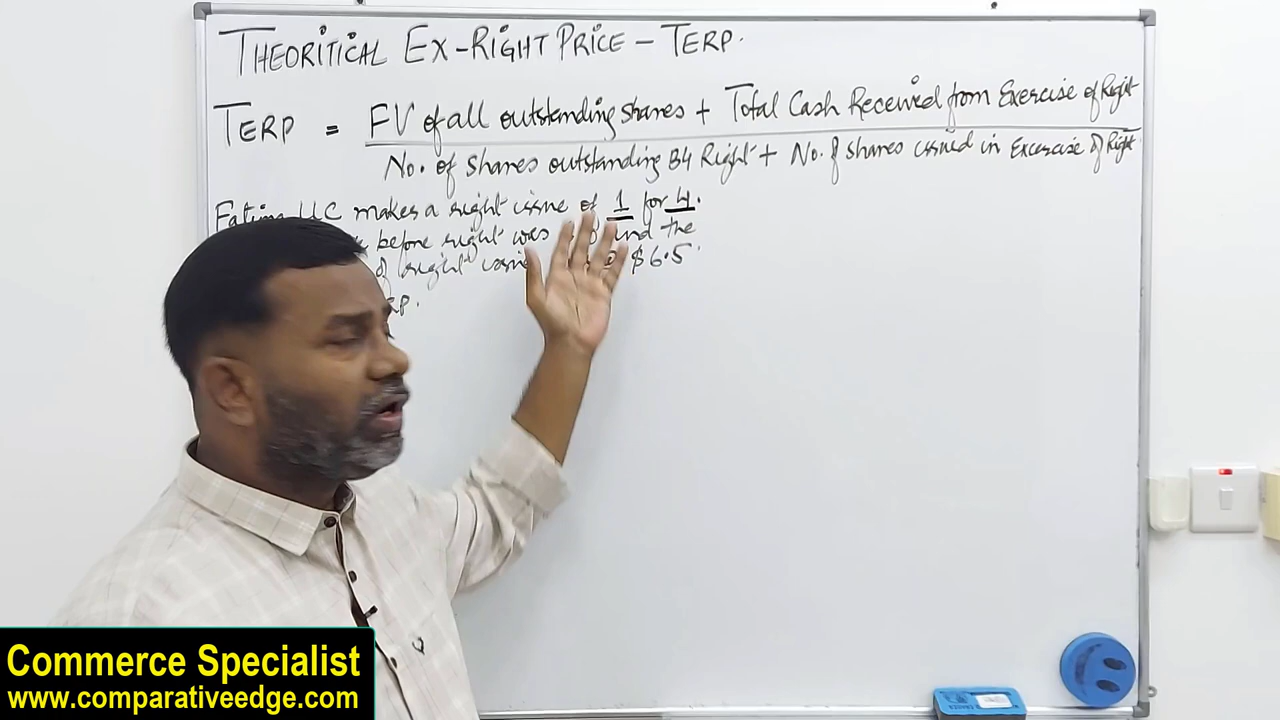 THEORITICAL EX-RIGHT PRICE - TERP.
TERP = FV of all outstanding shares + Total Cash Received from Exercise of Right
No. of shares outstanding B4 Right + No. of shares issued in Excercise of Right
LLC makes a right issue of 1 for 4.
before right was and the
of right $6.5
Commerce Specialist
www.comparativeedge.com